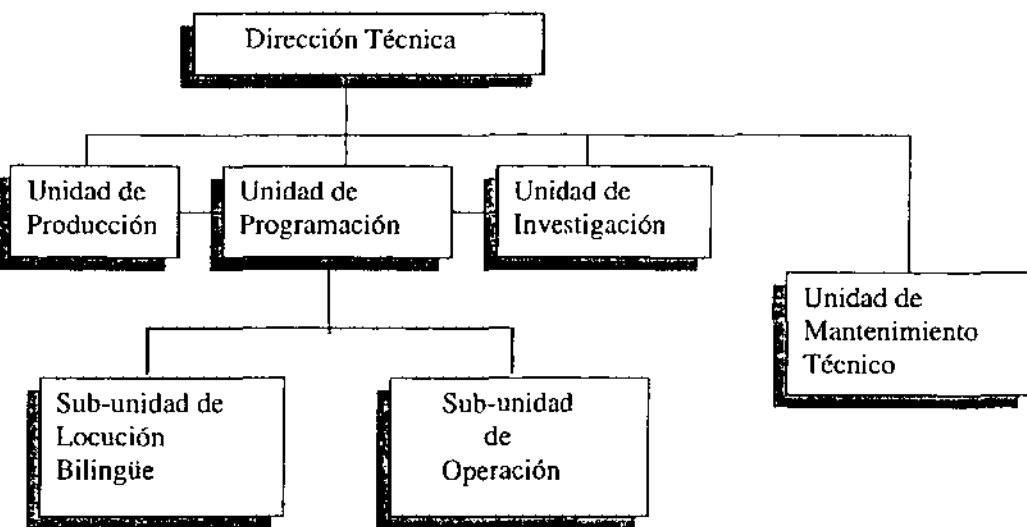 Dirección Técnica
Unidad de
Producción
Unidad de
Programación
Unidad de
Investigación
Unidad de
Mantenimiento
Técnico
Sub-unidad de
Locución
Bilingüe
Sub-unidad
de
Operación